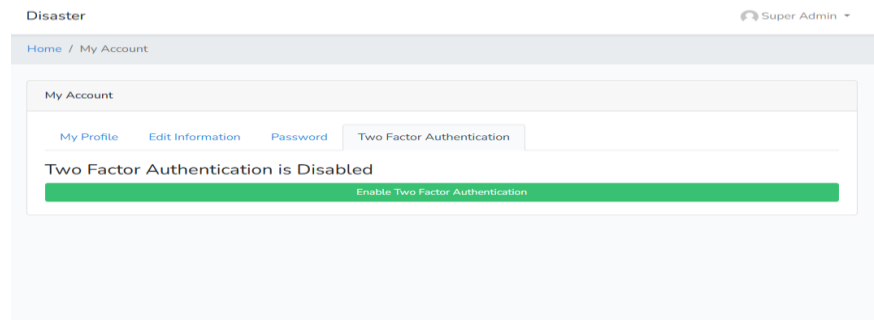 Disaster
Super Admin
Home / My Account
My Account
My Profile Edit Information Password Two Factor Authentication
Two Factor Authentication is Disabled
Enable Two Factor Authentication